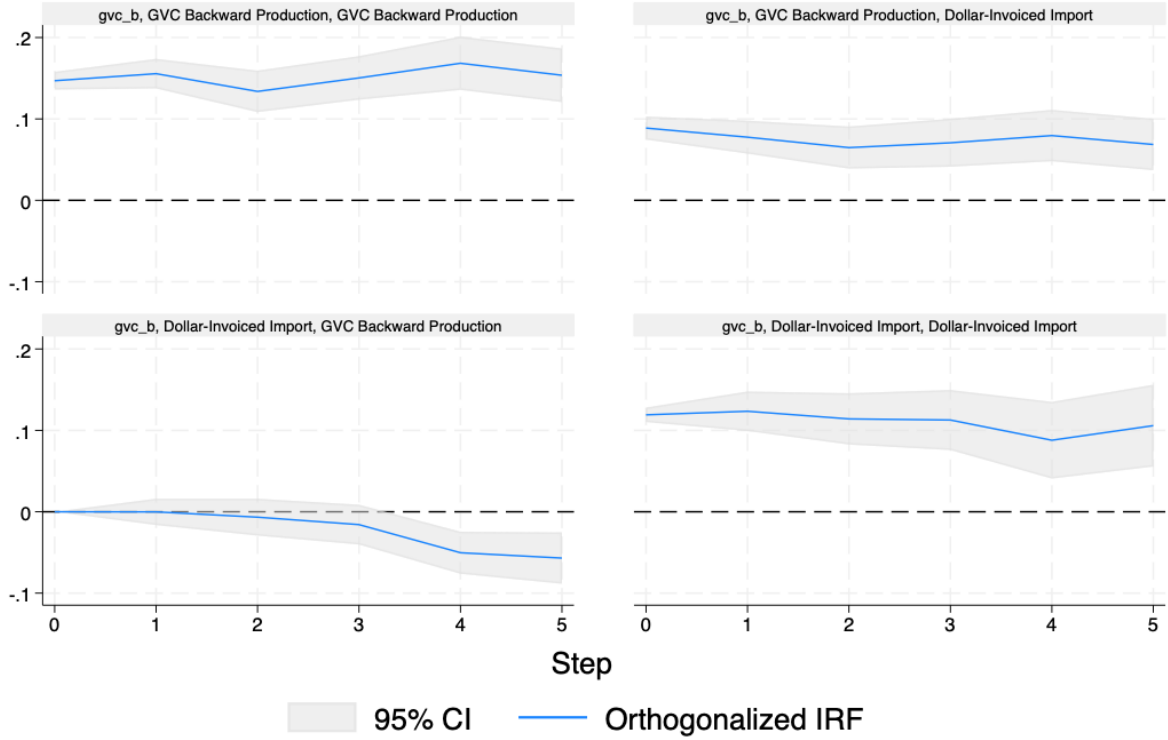 gvc_b, GVC Backward Production, GVC Backward Production
gvc_b, GVC Backward Production, Dollar-Invoiced Import
.2
.1
0
-.1
gvc_b, Dollar-Invoiced Import, GVC Backward Production
gvc_b, Dollar-Invoiced Import, Dollar-Invoiced Import
.2
.1
0
-.1
0 1 2 3 4 5
0 1 2 3 4 5
Step
95% CI
Orthogonalized IRF